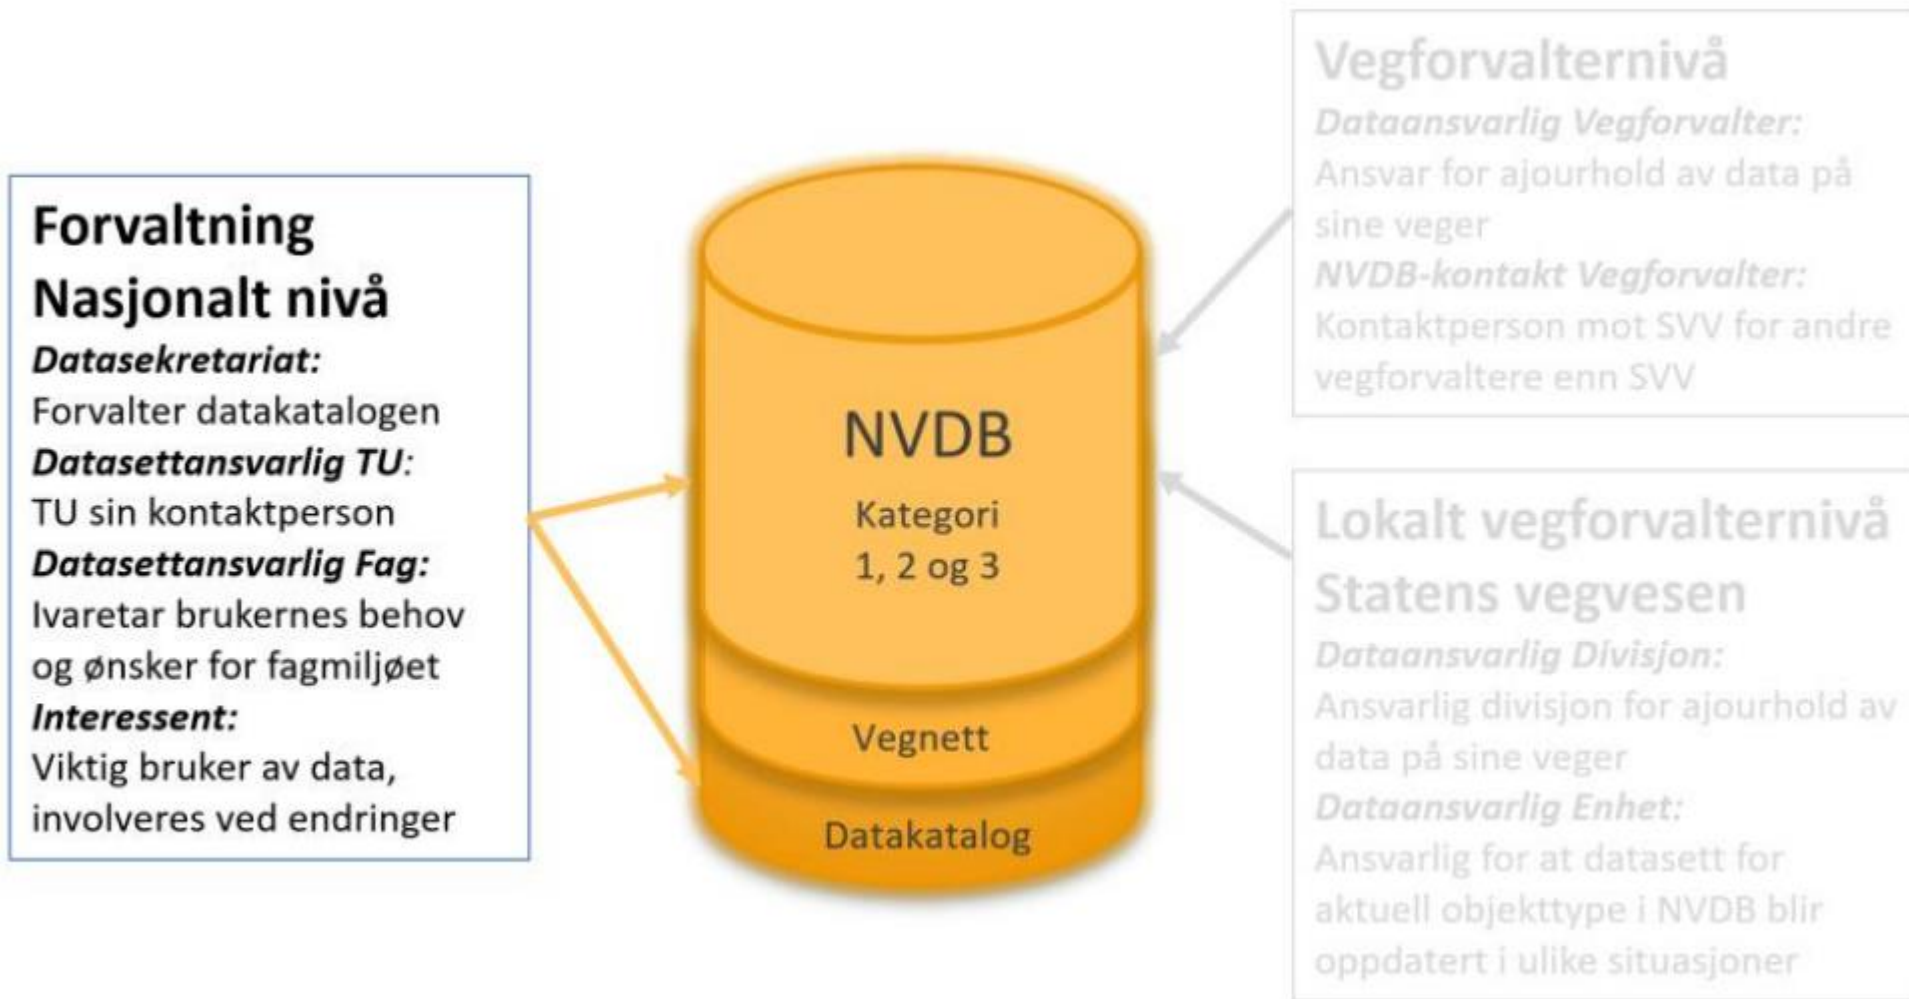 Forvaltning
Nasjonalt nivå
Datasekretariat:
Forvalter datakatalogen
Datasettansvarlig TU:
TU sin kontaktperson
Datasettansvarlig Fag:
Ivaretar brukernes behov
og ønsker for fagmiljøet
Interessent:
Viktig bruker av data,
involveres ved endringer
NVDB
Kategori
1, 2 og 3
Vegnett
Datakatalog
Vegforvalternivå
Dataansvarlig Vegforvalter:
Ansvar for ajourhold av data på
sine veger
NVDB-kontakt Vegforvalter:
Kontaktperson mot SVV for andre
vegforvaltere enn SVV
Lokalt vegforvalternivå
Statens vegvesen
Dataansvarlig Divisjon:
Ansvarlig divisjon for ajourhold av
data på sine veger
Dataansvarlig Enhet:
Ansvarlig for at datasett for
aktuell objekttype i NVDB blir
oppdatert i ulike situasjoner